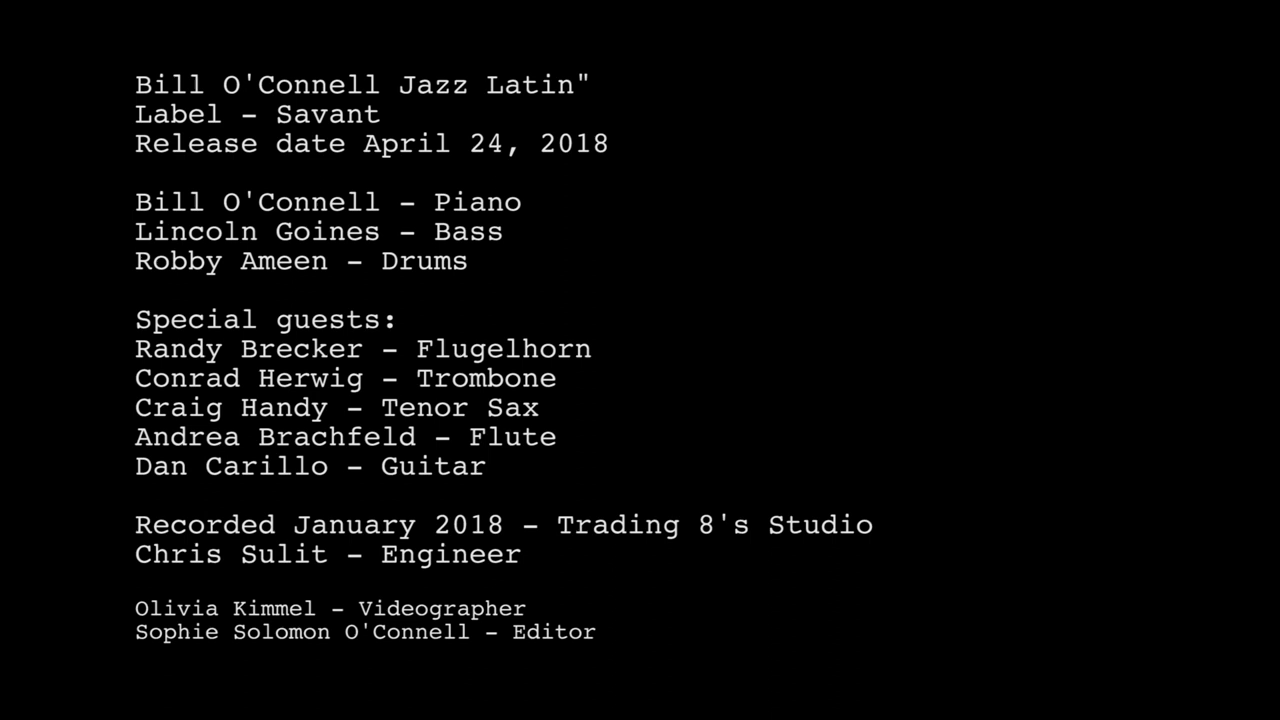 Bill O'Connell Jazz Latin"
Label - Savant
Release date April 24, 2018
Bill O'Connell - Piano
Lincoln Goines - Bass
Robby Ameen - Drums
Special guests:
Randy Brecker - Flugelhorn
Conrad Herwig - Trombone
Craig Handy - Tenor Sax
Andrea Brachfeld - Flute
Dan Carillo - Guitar
Recorded January 2018 - Trading 8's Studio
Chris Sulit - Engineer
Olivia Kimmel - Videographer
Sophie Solomon O'Connell - Editor